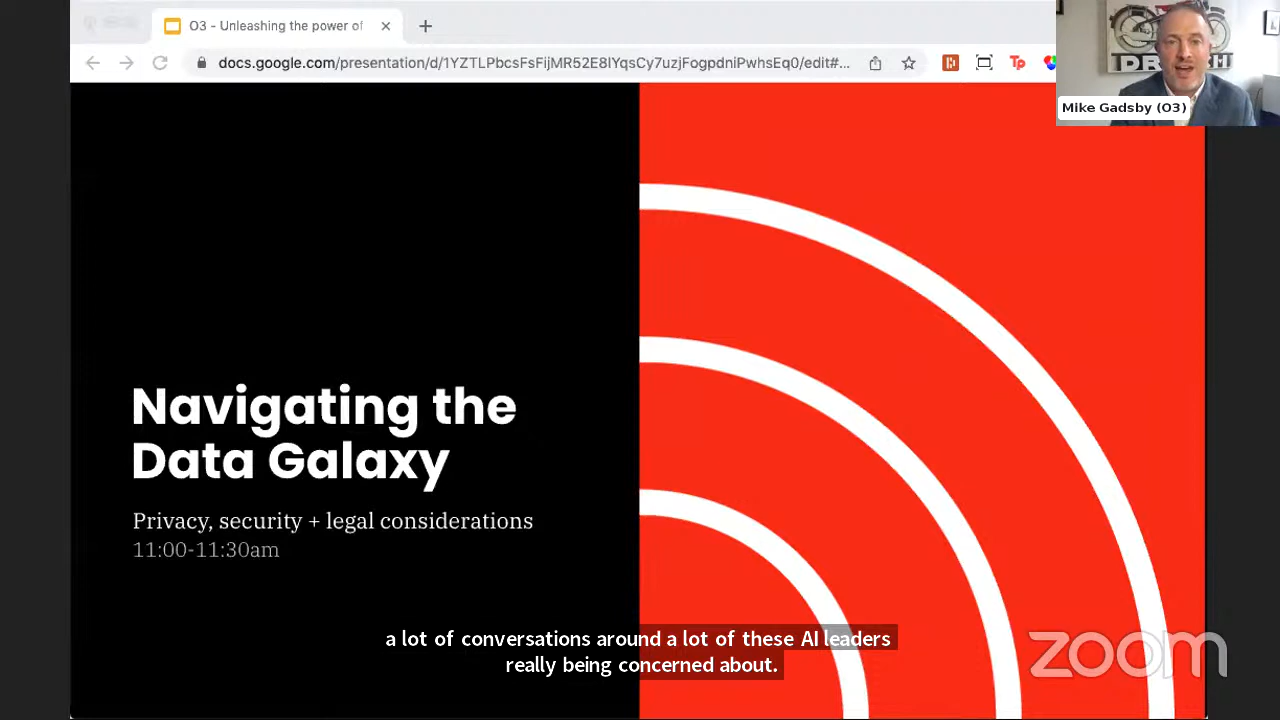 O3 - Unleashing the power of
docs.google.com/presentation/d/1YZTLPbcsFsFijMR52E8lYqsCy7uzjFogpdniPwhsEq0/edit#...
Tp
Mike Gadsby (O3)
Navigating the
Data Galaxy
Privacy, security + legal considerations
11:00-11:30am
a lot of conversations around a lot of these AI leaders
really being concerned about.
zoom